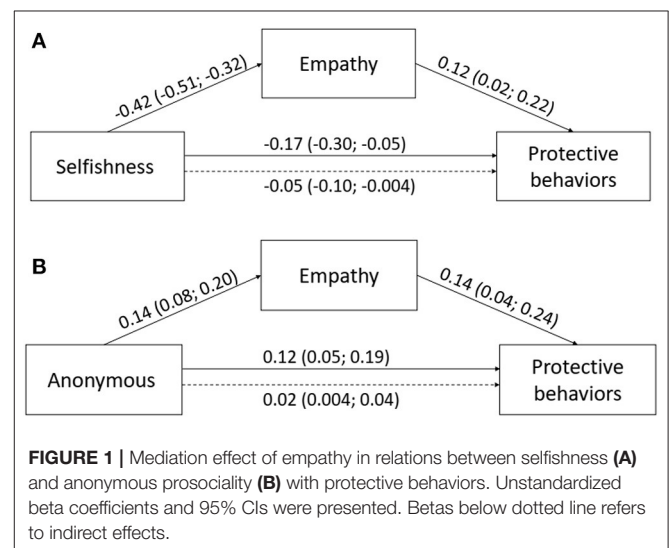 A
Empathy
-0.42 (-0.51; -0.32)
0.12 (0.02; 0.22)
Selfishness
-0.17 (-0.30; -0.05)
-0.05 (-0.10; -0.004)
Protective
behaviors
B
Empathy
0.14 (0.08; 0.20)
0.14 (0.04; 0.24)
Anonymous
0.12 (0.05; 0.19)
0.02 (0.004; 0.04)
Protective
behaviors
FIGURE 1 | Mediation effect of empathy in relations between selfishness (A)
and anonymous prosociality (B) with protective behaviors. Unstandardized
beta coefficients and 95% CIs were presented. Betas below dotted line refers
to indirect effects.